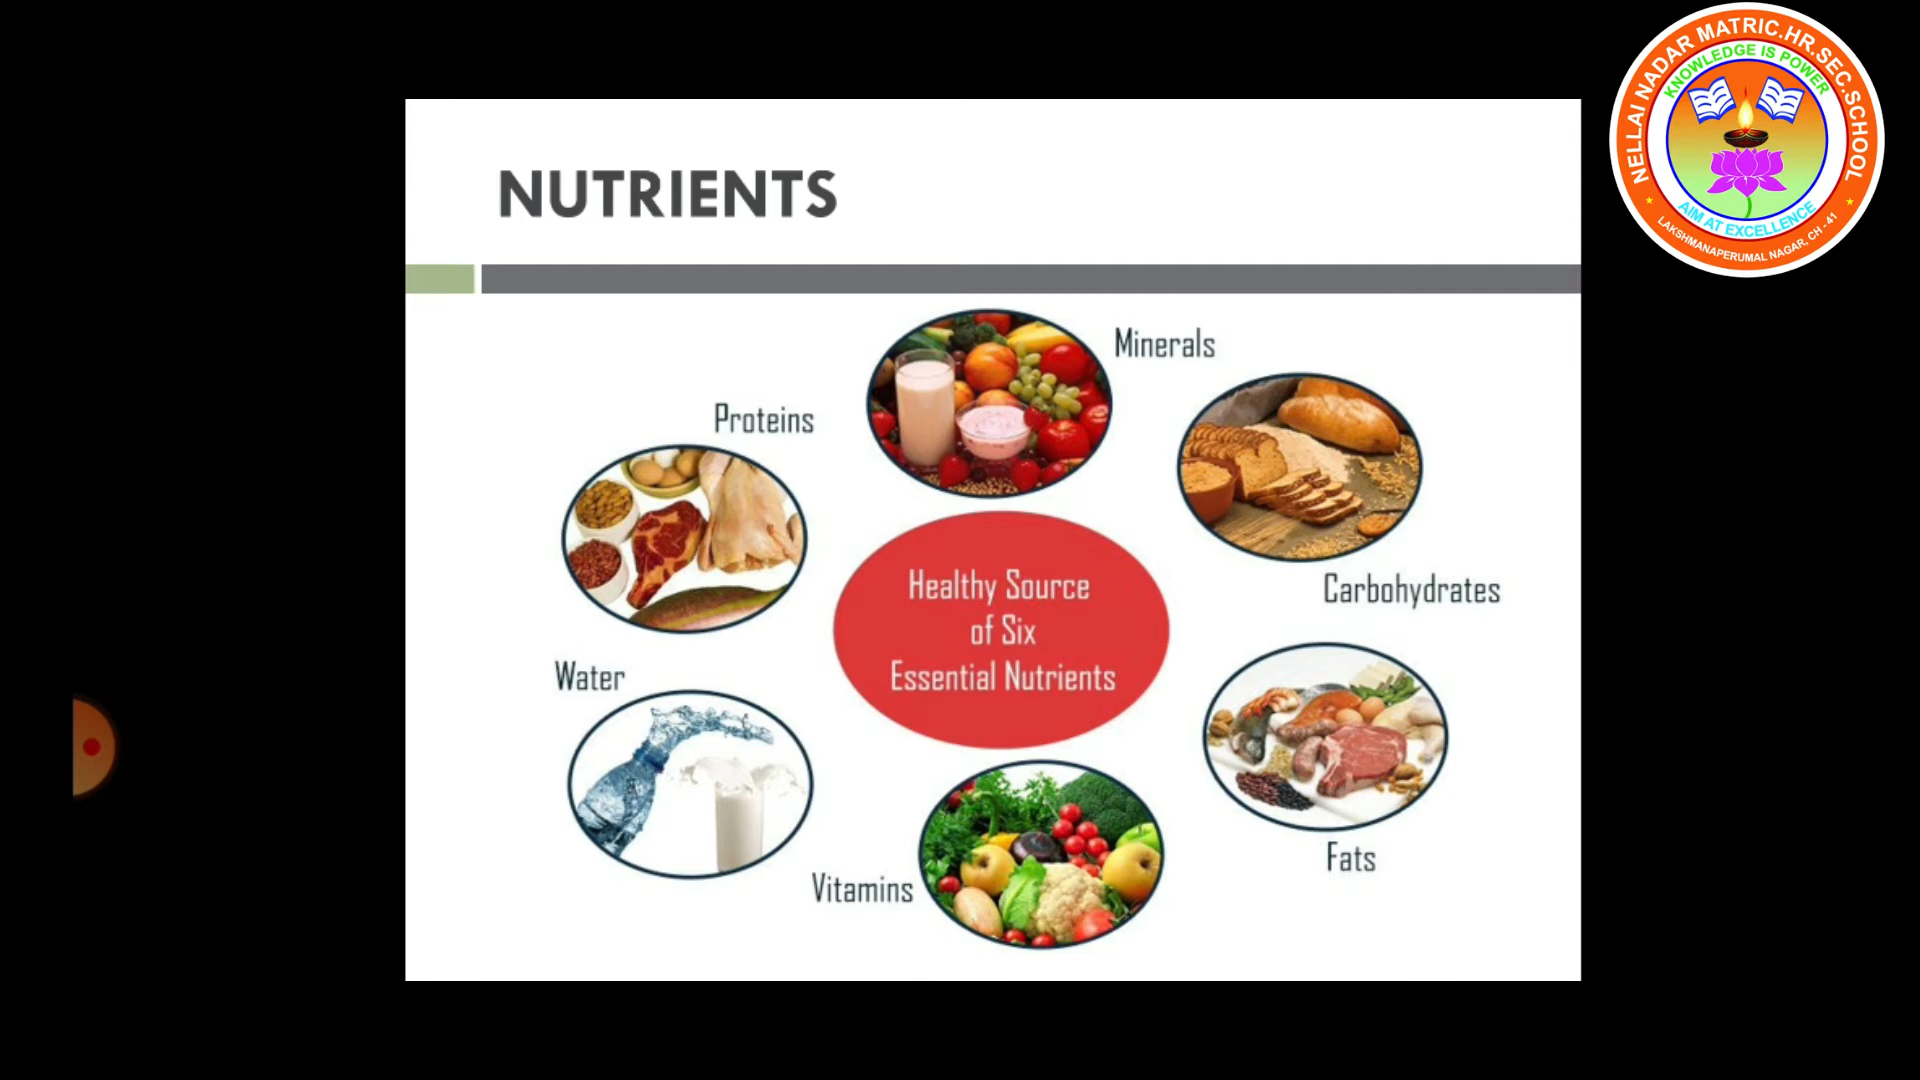 NUTRIENTS
Minerals
Proteins
Carbohydrates
Healthy Source
of Six
Essential Nutrients
Water
Fats
Vitamins
NELLAI NADAR MATRIC.HR.SEC.SCHOOL
KNOWLEDGE IS POWER
AIM AT EXCELLENCE
LAKSHMANAPERUMAL NAGAR, CH - 41